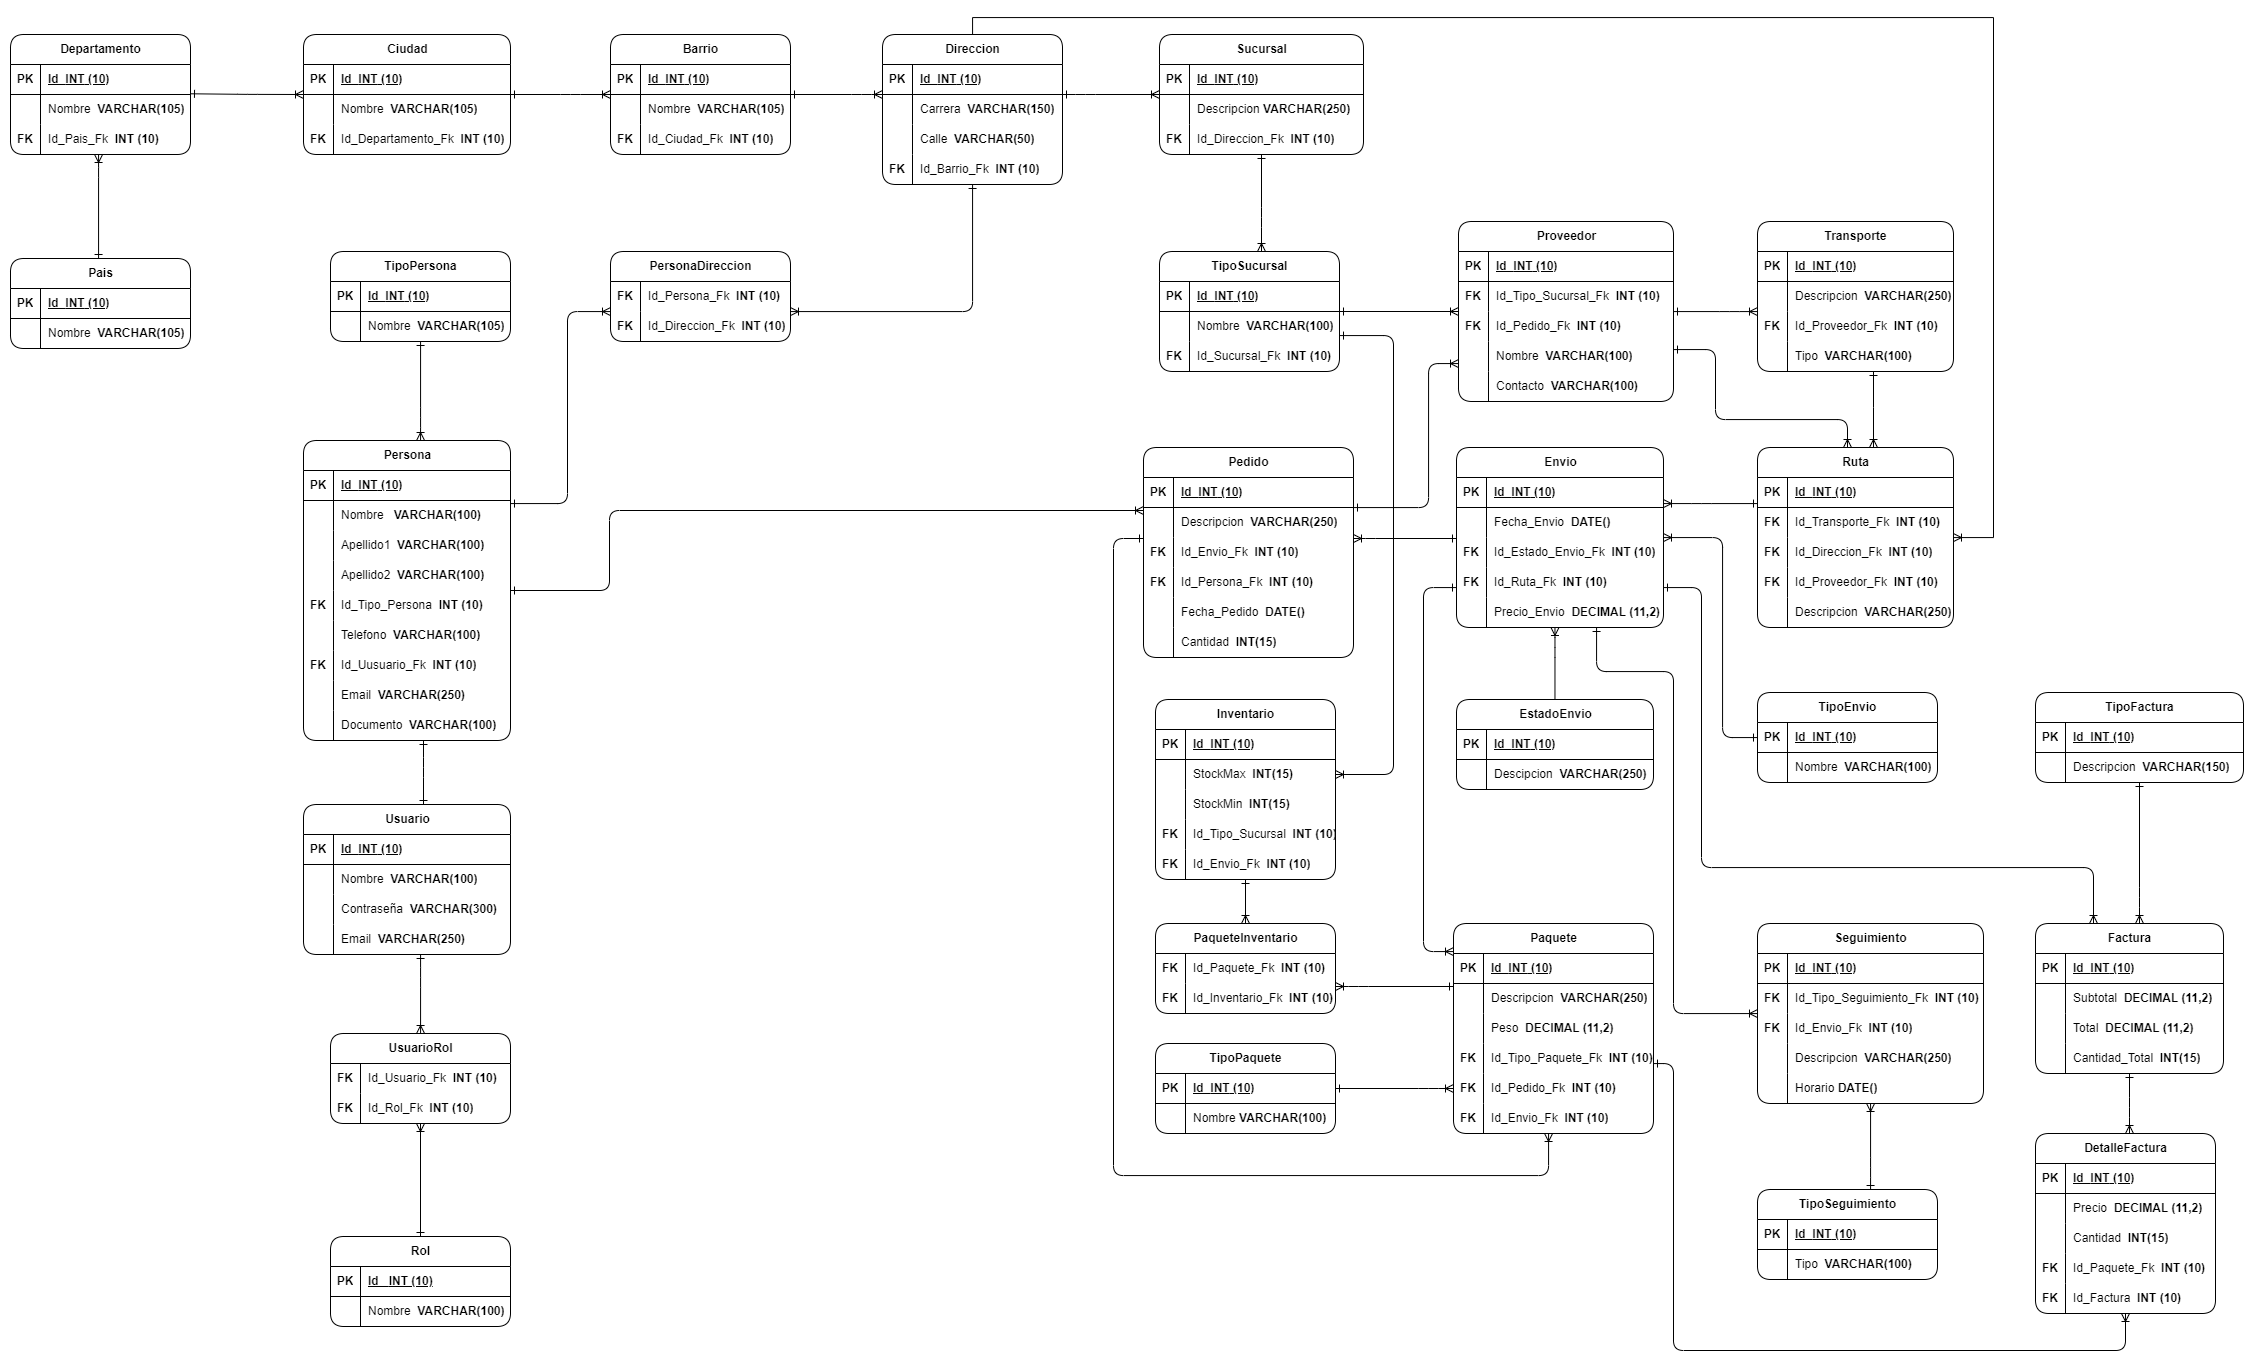 Departamento
PK Id_INT (10)
Nombre VARCHAR(105)
FK Id_Pais_Fk INT (10)
Ciudad
PK Id_INT (10)
Nombre VARCHAR(105)
FK Id_Departamento_Fk INT (10)
Barrio
PK Id_INT (10)
Nombre VARCHAR(105)
FK Id_Ciudad_Fk INT (10)
Direccion
PK Id_INT (10)
Carrera VARCHAR(150)
Calle VARCHAR(50)
FK Id_Barrio_Fk INT (10)
Sucursal
PK Id_INT (10)
Descripcion VARCHAR(250)
FK Id_Direccion_Fk INT (10)
Pais
PK Id_INT (10)
Nombre VARCHAR(105)
TipoPersona
PK Id_INT (10)
Nombre VARCHAR(105)
PersonaDireccion
FK Id_Persona_Fk INT (10)
FK Id_Direccion_Fk INT (10)
TipoSucursal
PK Id_INT (10)
Nombre VARCHAR(100)
FK Id_Sucursal_Fk INT (10)
Proveedor
PK Id_INT (10)
FK Id_Tipo_Sucursal_Fk INT (10)
FK Id_Pedido_Fk INT (10)
Nombre VARCHAR(100)
Contacto VARCHAR(100)
Transporte
PK Id_INT (10)
Descripcion VARCHAR(250)
FK Id_Proveedor_Fk INT (10)
Tipo VARCHAR(100)
Persona
PK Id_INT (10)
Nombre VARCHAR(100)
Apellido1 VARCHAR(100)
Apellido2 VARCHAR(100)
FK Id_Tipo_Persona INT (10)
Telefono VARCHAR(100)
FK Id_Uusuario_Fk INT (10)
Email VARCHAR(250)
Documento VARCHAR(100)
Pedido
PK Id_INT (10)
Descripcion VARCHAR(250)
FK Id_Envio_Fk INT (10)
FK Id_Persona_Fk INT (10)
Fecha_Pedido DATE()
Cantidad INT(15)
Envio
PK Id_INT (10)
Fecha_Envio DATE()
FK Id_Estado_Envio_Fk INT (10)
FK Id_Ruta_Fk INT (10)
Precio_Envio DECIMAL (11,2)
Ruta
PK Id_INT (10)
FK Id_Transporte_Fk INT (10)
FK Id_Direccion_Fk INT (10)
FK Id_Proveedor_Fk INT (10)
Descripcion VARCHAR(250)
Inventario
PK Id_INT (10)
StockMax INT(15)
StockMin INT(15)
FK Id_Tipo_Sucursal INT (10)
FK Id_Envio_Fk INT (10)
EstadoEnvio
PK Id_INT (10)
Descipcion VARCHAR(250)
TipoEnvio
PK Id_INT (10)
Nombre VARCHAR(100)
TipoFactura
PK Id_INT (10)
Descripcion VARCHAR(150)
Usuario
PK Id_INT (10)
Nombre VARCHAR(100)
Contraseña VARCHAR(300)
Email VARCHAR(250)
PaqueteInventario
FK Id_Paquete_Fk INT (10)
FK Id_Inventario_Fk INT (10)
Paquete
PK Id_INT (10)
Descripcion VARCHAR(250)
Peso DECIMAL (11,2)
FK Id_Tipo_Paquete_Fk INT (10)
FK Id_Pedido_Fk INT (10)
FK Id_Envio_Fk INT (10)
Seguimiento
PK Id_INT (10)
FK Id_Tipo_Seguimiento_Fk INT (10)
FK Id_Envio_Fk INT (10)
Descripcion VARCHAR(250)
Horario DATE()
Factura
PK Id_INT (10)
Subtotal DECIMAL (11,2)
Total DECIMAL (11,2)
Cantidad_Total INT(15)
UsuarioRol
FK Id_Usuario_Fk INT (10)
FK Id_Rol_Fk INT (10)
TipoPaquete
PK Id_INT (10)
Nombre VARCHAR(100)
DetalleFactura
PK Id_INT (10)
Precio DECIMAL (11,2)
Cantidad INT(15)
FK Id_Paquete_Fk INT (10)
FK Id_Factura INT (10)
TipoSeguimiento
PK Id_INT (10)
Tipo VARCHAR(100)
Rol
PK Id_ INT (10)
Nombre VARCHAR(100)